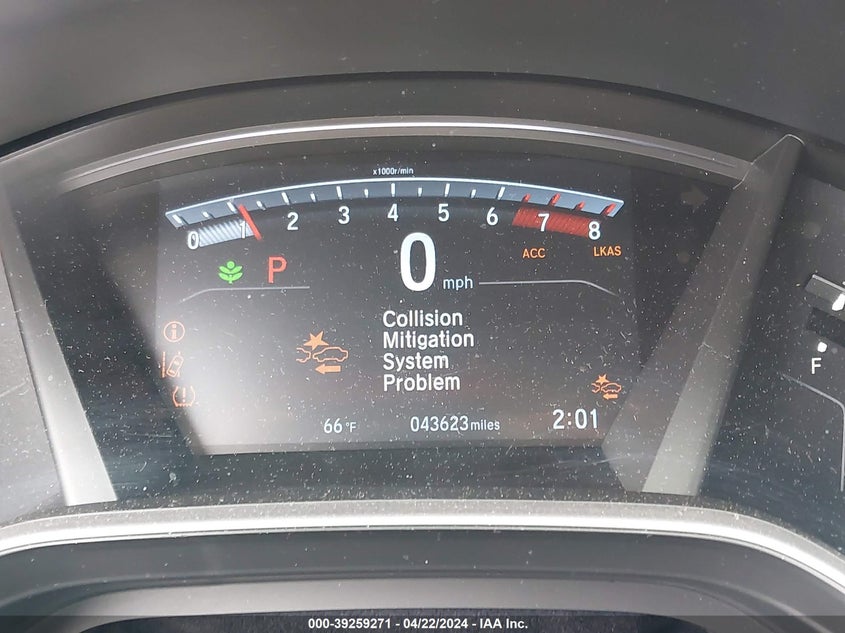 x1000r/min
0 1 2 3 4 5 6 7 8
P 0 mph ACC LKAS
Collision
Mitigation
System
Problem
66 °F 043623 miles 2:01
F
000-39259271 - 04/22/2024 - IAA Inc.